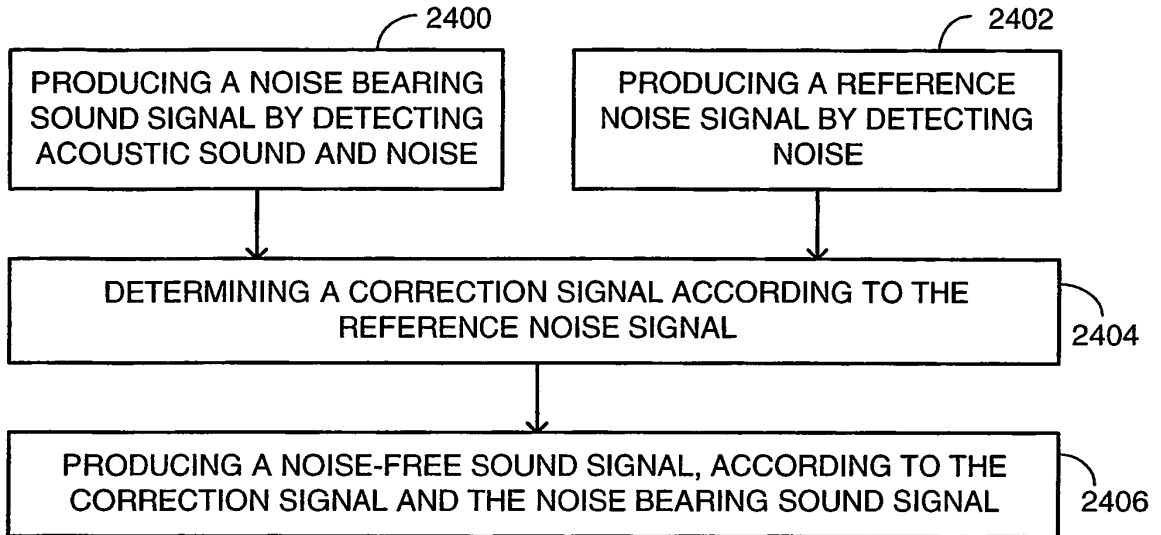 2400
PRODUCING A NOISE BEARING
SOUND SIGNAL BY DETECTING
ACOUSTIC SOUND AND NOISE
2402
PRODUCING A REFERENCE
NOISE SIGNAL BY DETECTING
NOISE
DETERMINING A CORRECTION SIGNAL ACCORDING TO THE
REFERENCE NOISE SIGNAL
2404
PRODUCING A NOISE-FREE SOUND SIGNAL, ACCORDING TO THE
CORRECTION SIGNAL AND THE NOISE BEARING SOUND SIGNAL
2406